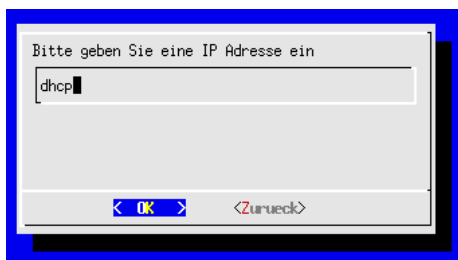 Bitte geben Sie eine IP Adresse ein
dhcp
< OK > <Zurueck>